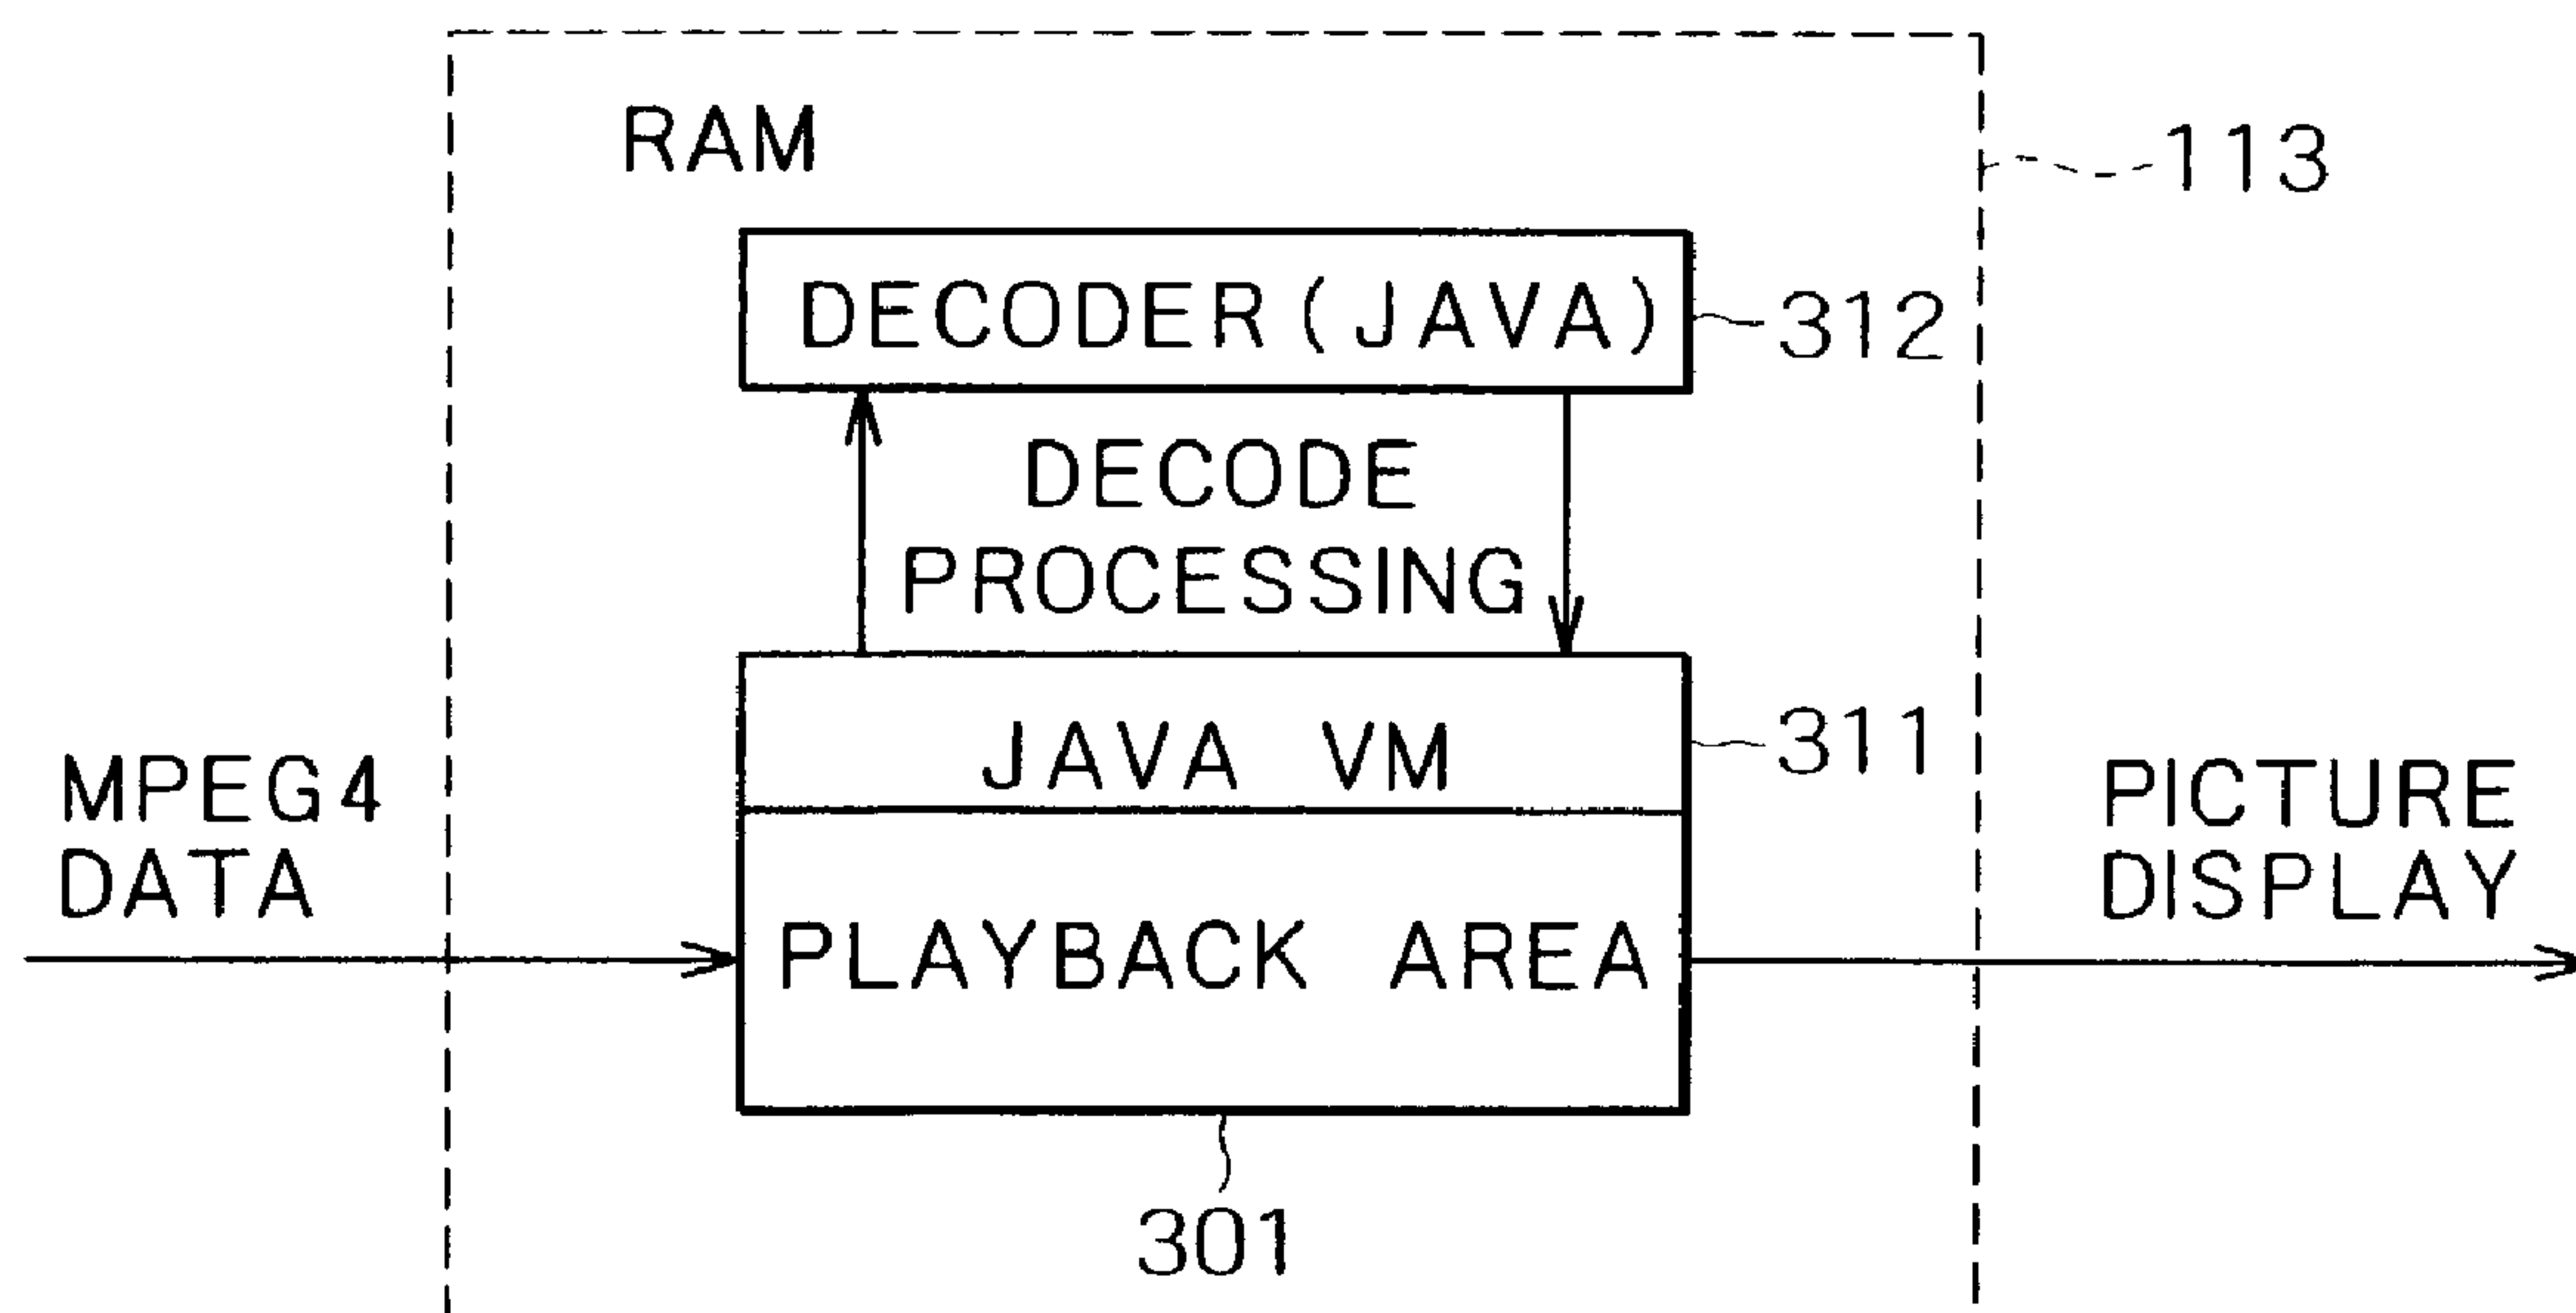 RAM
113
DECODER (JAVA)
312
DECODE
PROCESSING
JAVA VM
311
MPEG4
DATA
PLAYBACK AREA
PICTURE
DISPLAY
301